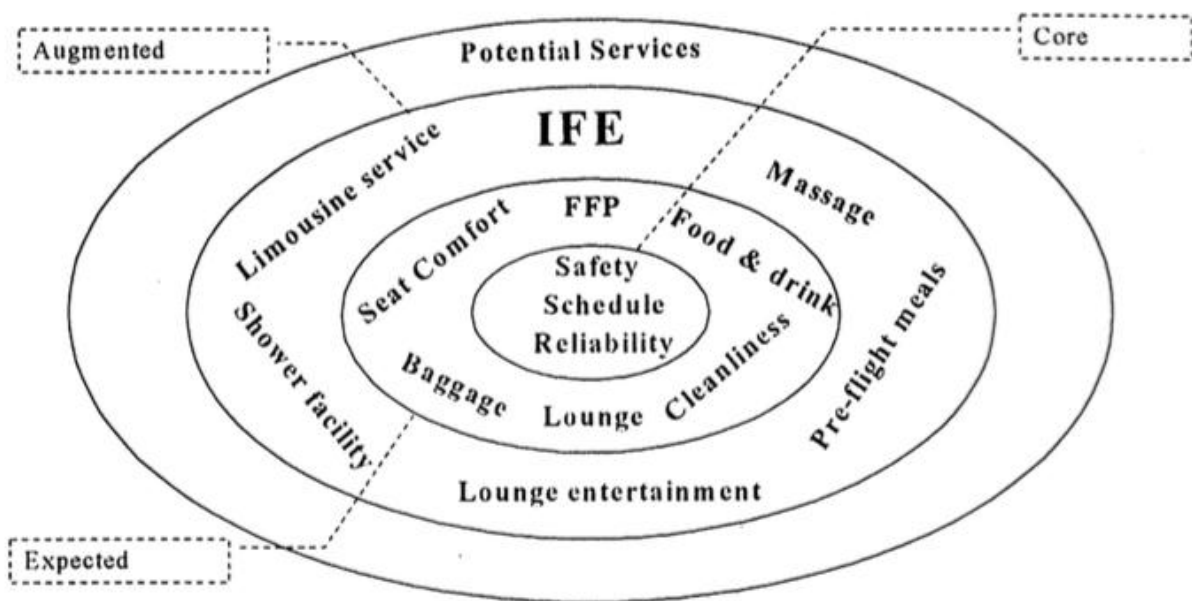 Augmented
Potential Services
Core
IFE
Limousine service
Massage
FFP
Seat Comfort
Food & drink
Safety
Schedule
Reliability
Shower facility
Baggage
Lounge
Cleanliness
Pre-flight meals
Lounge entertainment
Expected